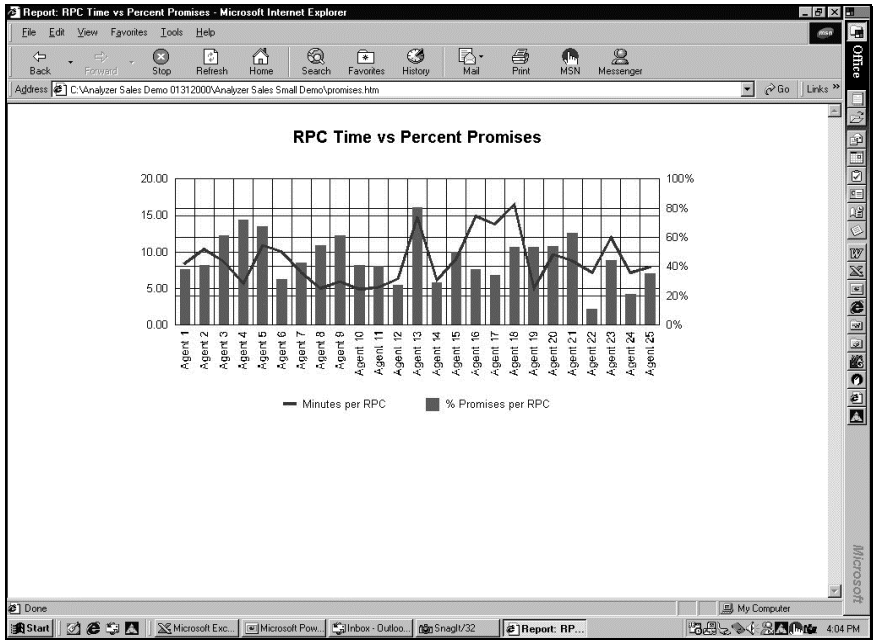 Report: RPC Time vs Percent Promises - Microsoft Internet Explorer
File Edit View Favorites Tools Help
msn
Back Forward Stop Refresh Home Search Favorites History Mail Print MSN Messenger
Address C:\Analyzer Sales Demo 01312000\Analyzer Sales Small Demo\promises.htm Go Links »
Office
RPC Time vs Percent Promises
20.00 100%
15.00 80%
10.00 60%
5.00 40%
0.00 20%
0%
Agent 1
Agent 2
Agent 3
Agent 4
Agent 5
Agent 6
Agent 7
Agent 8
Agent 9
Agent 10
Agent 11
Agent 12
Agent 13
Agent 14
Agent 15
Agent 16
Agent 17
Agent 18
Agent 19
Agent 20
Agent 21
Agent 22
Agent 23
Agent 24
Agent 25
Minutes per RPC % Promises per RPC
Microsoft
Done My Computer
Start Microsoft Exc... Microsoft Pow... Inbox - Outloo... SnagIt/32 Report: RP... 4:04 PM